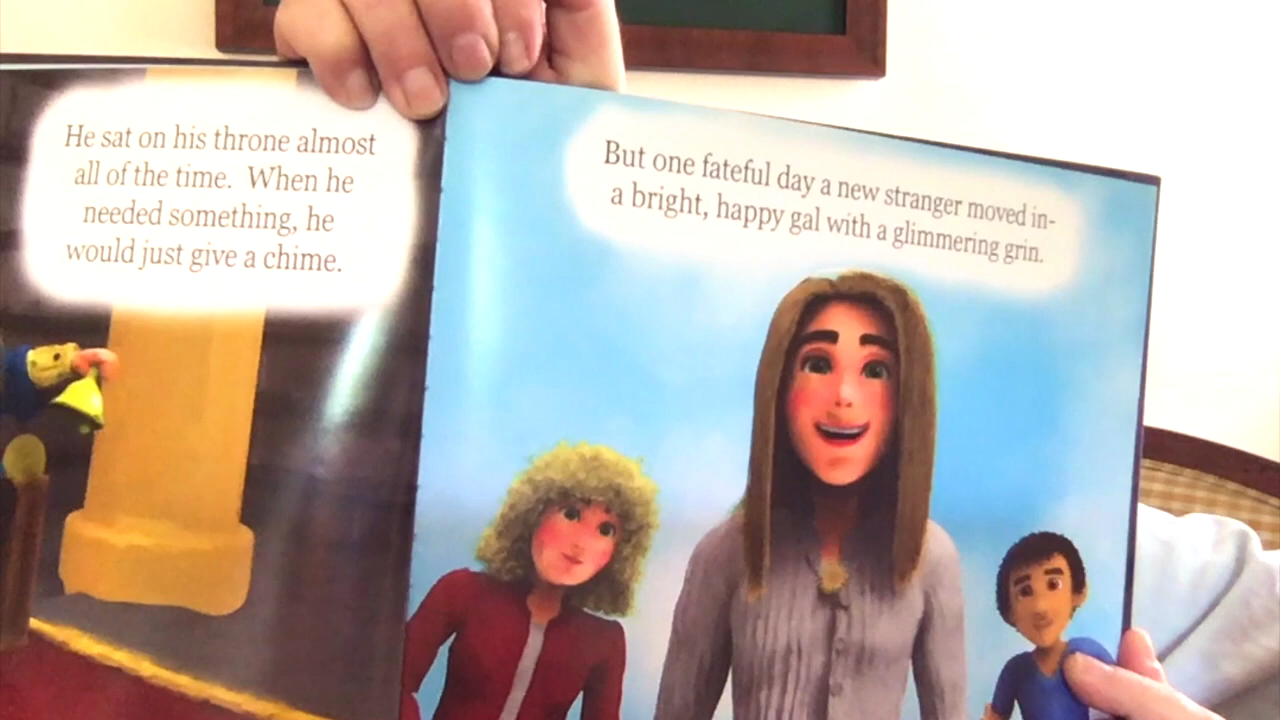 He sat on his throne almost
all of the time. When he
needed something, he
would just give a chime.
But one fateful day a new stranger moved in-
a bright, happy gal with a glimmering grin.